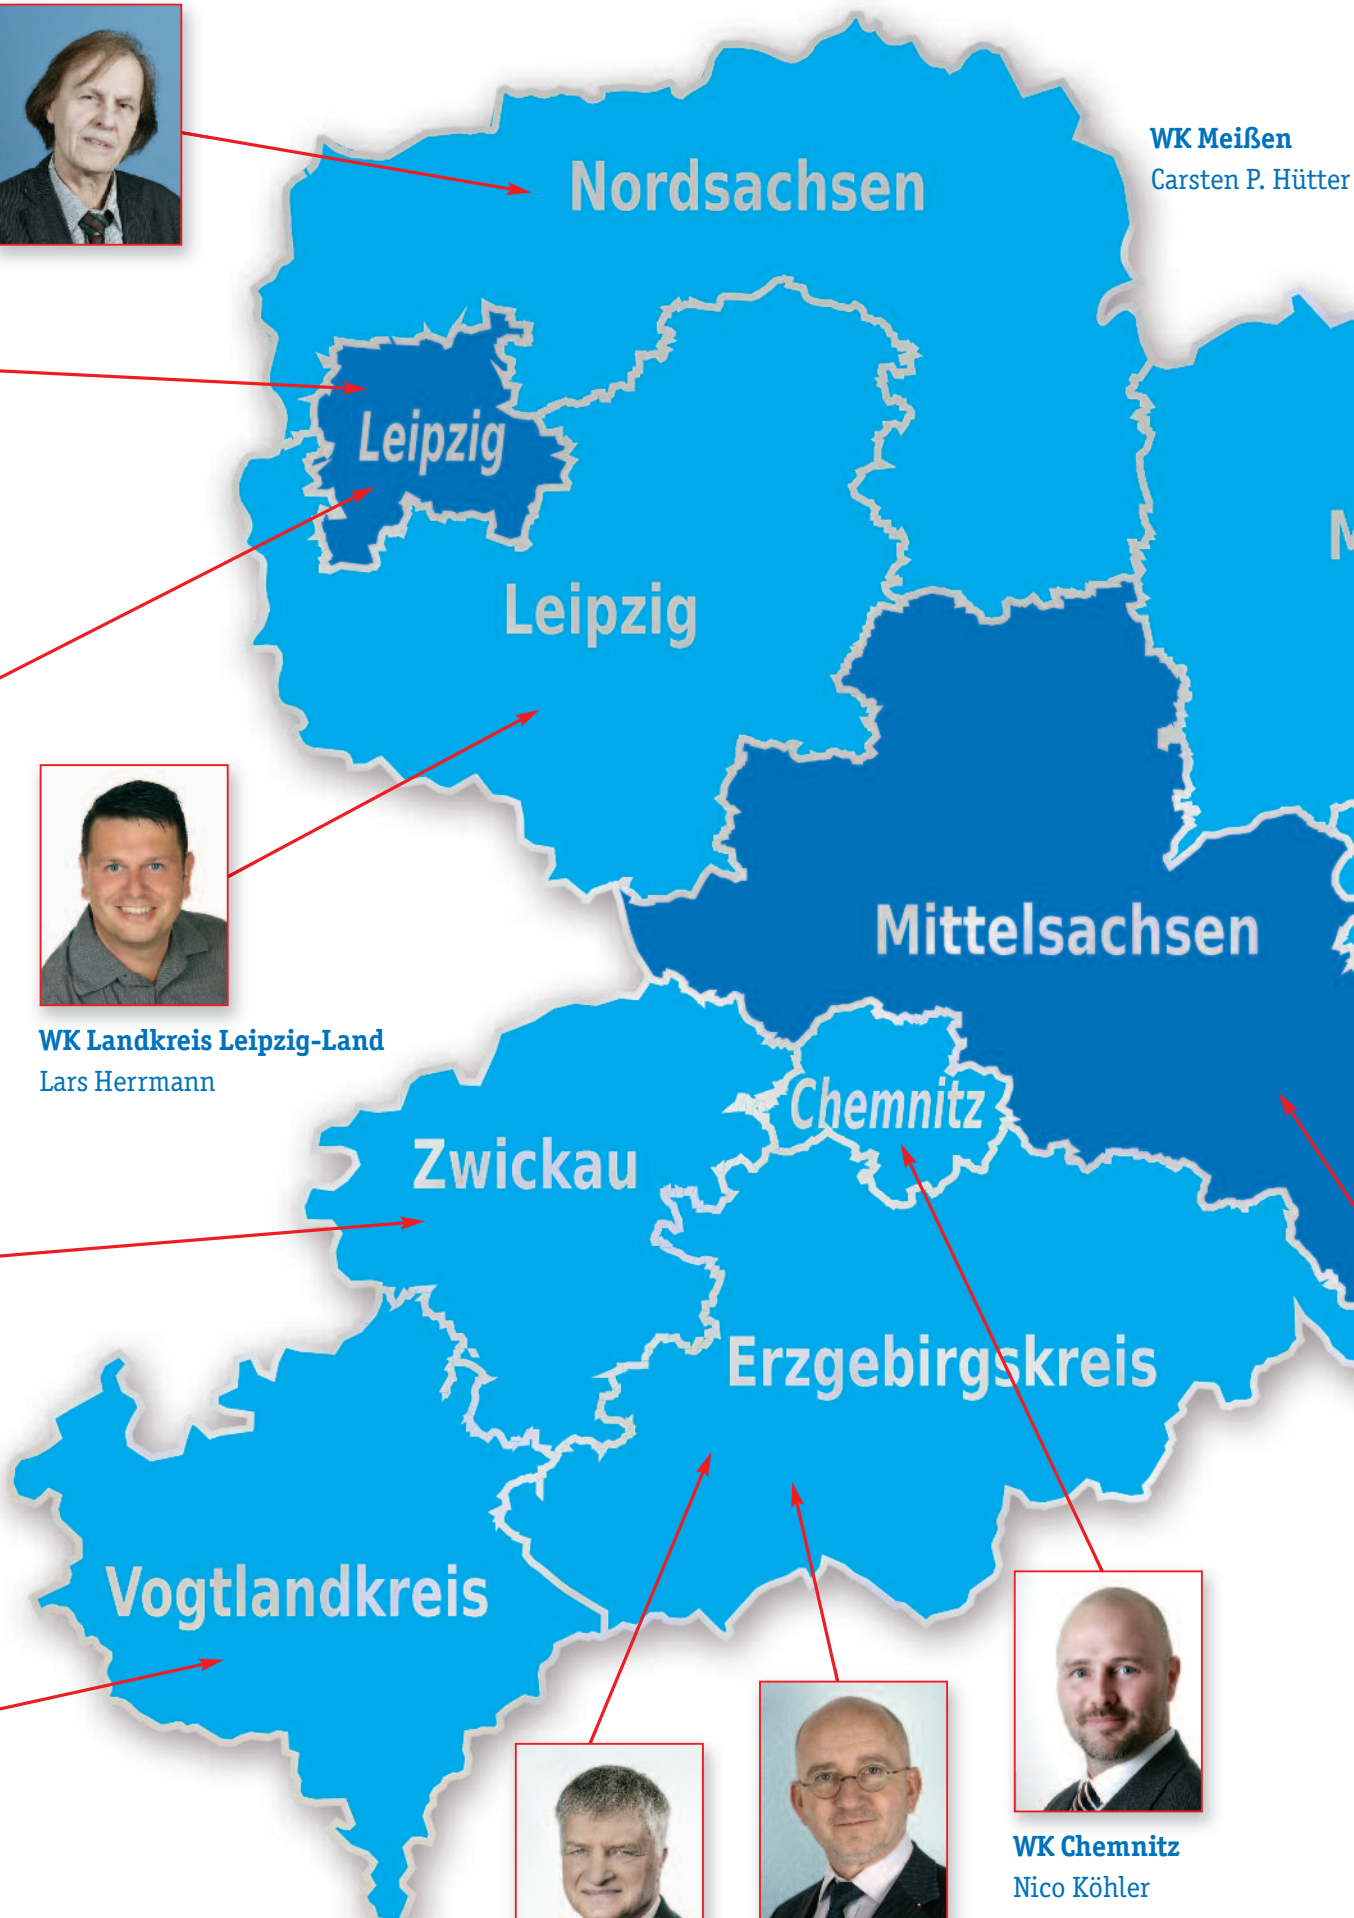 WK Meißen
Carsten P. Hütter
Nordsachsen
Leipzig
Leipzig
Mittelsachsen
WK Landkreis Leipzig-Land
Lars Herrmann
Chemnitz
Zwickau
Erzgebirgskreis
Vogtlandkreis
WK Chemnitz
Nico Köhler